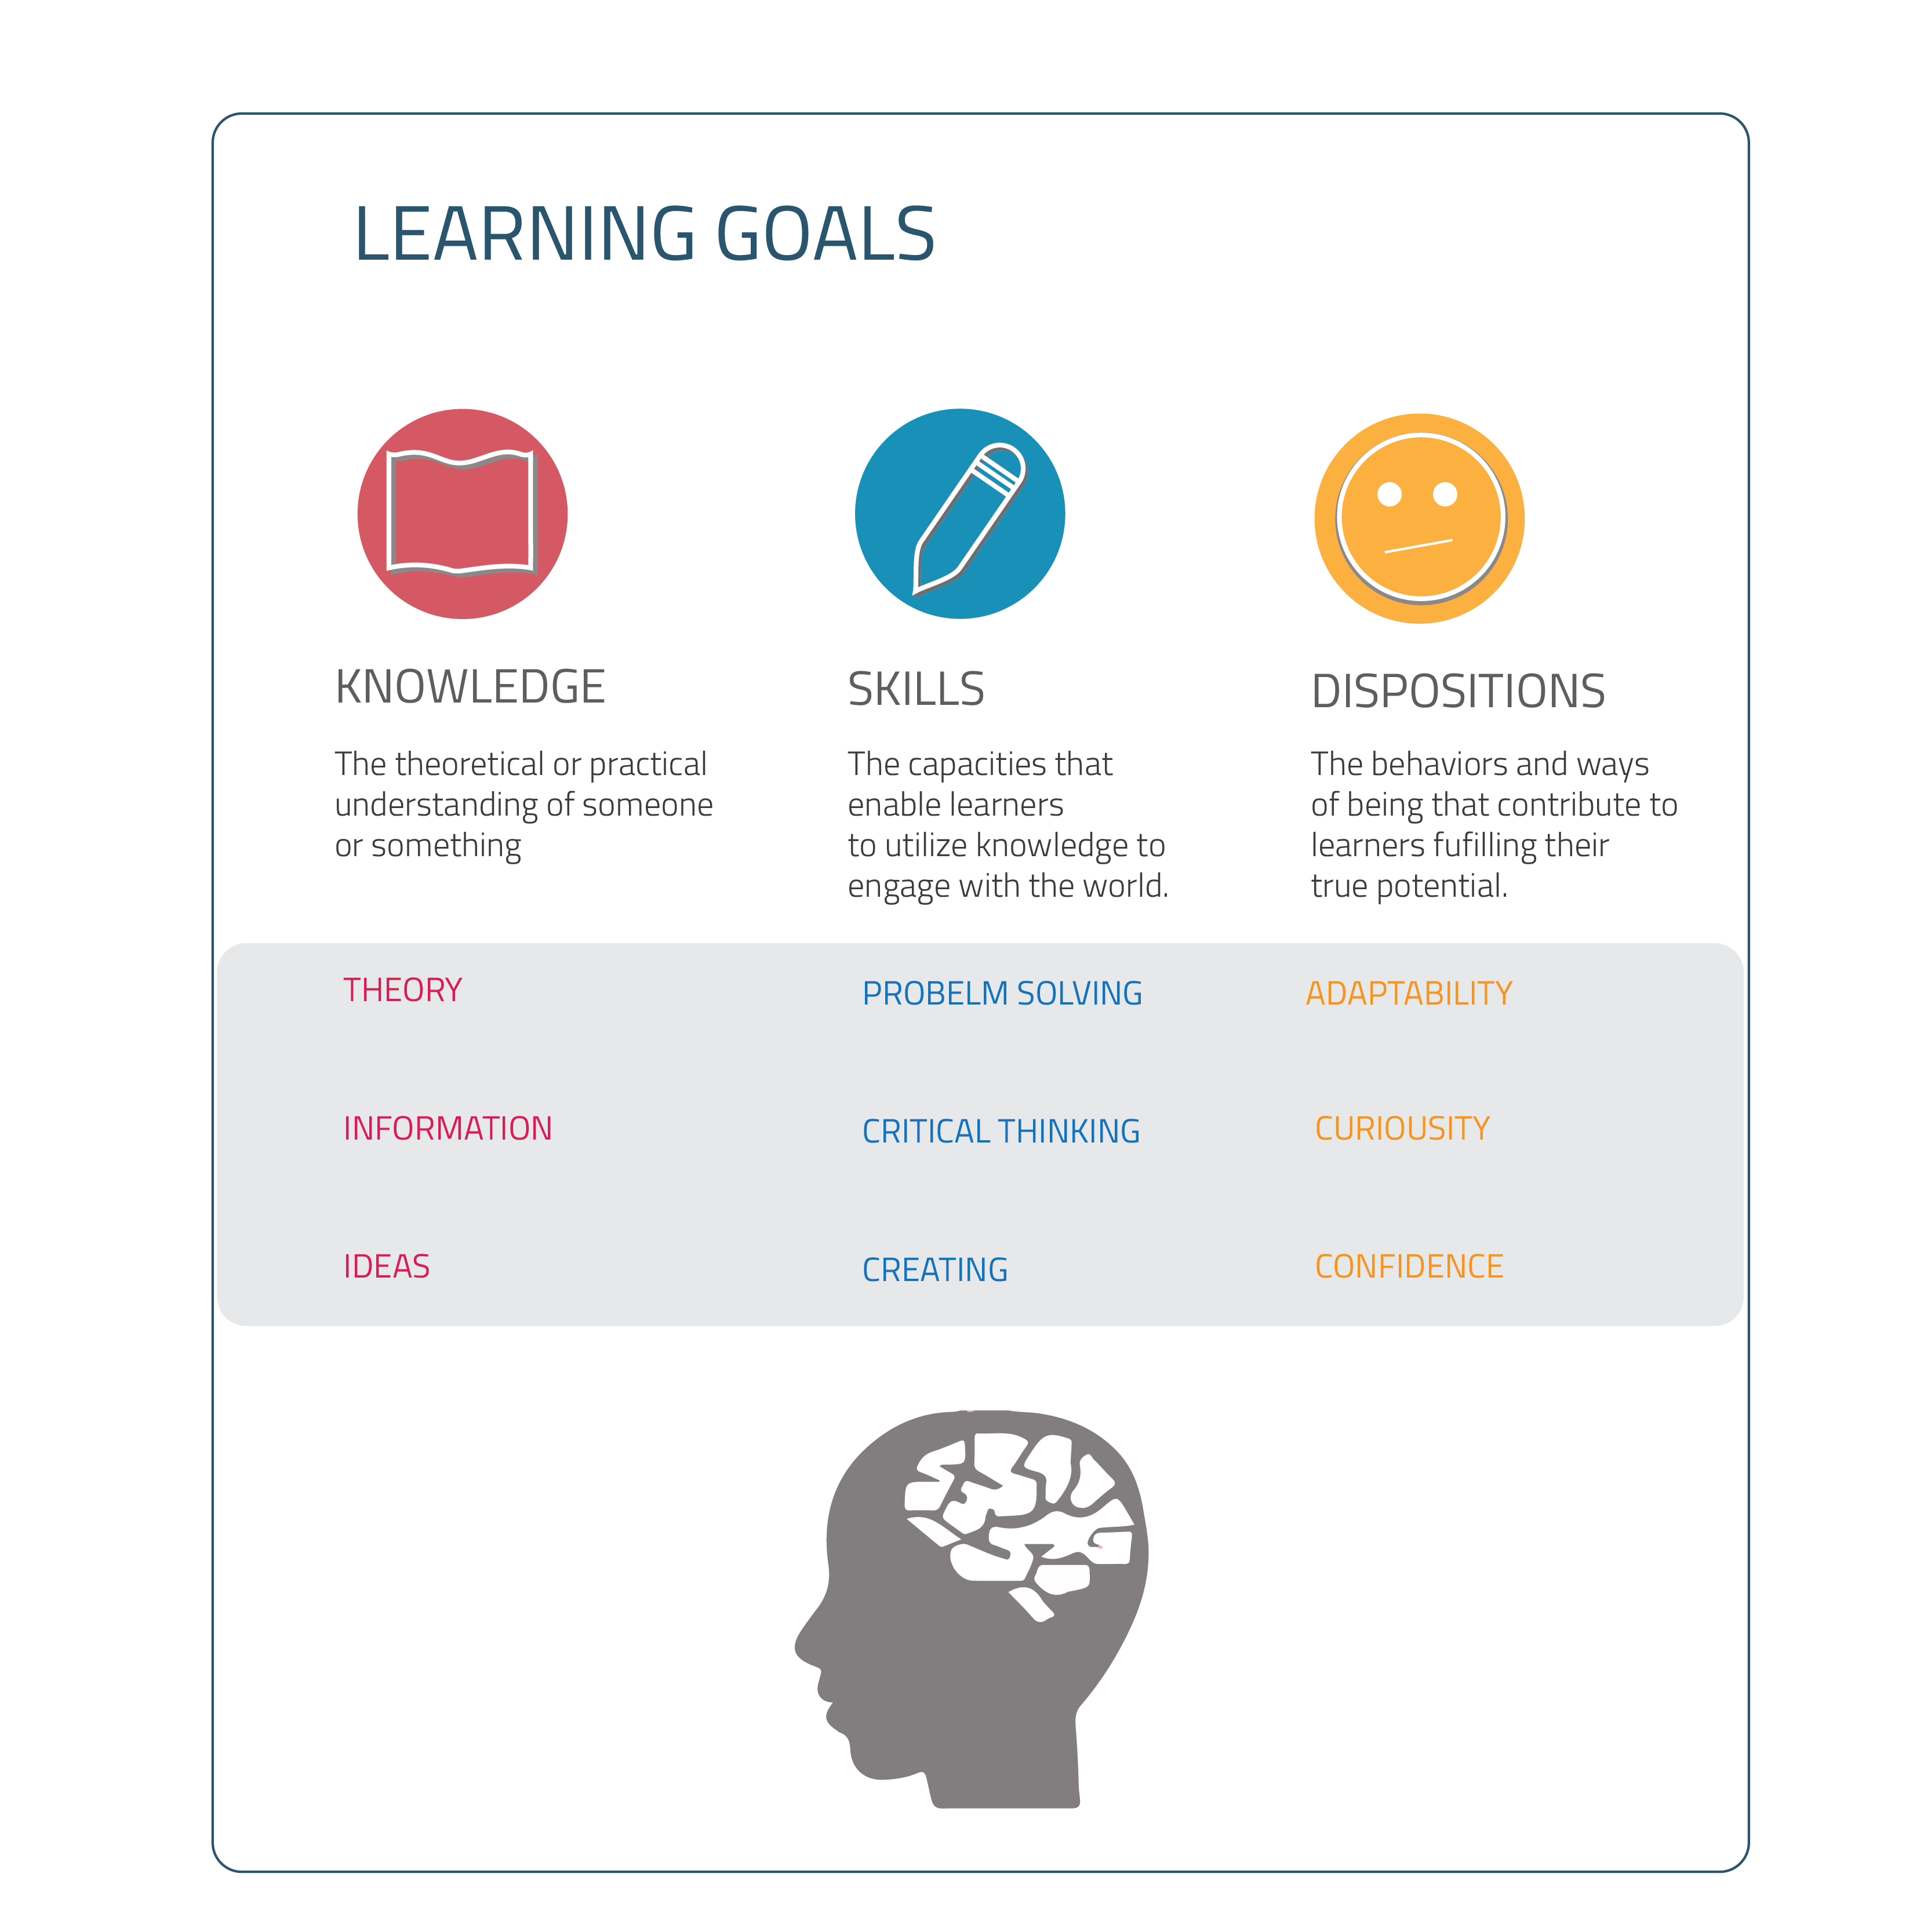 LEARNING GOALS
KNOWLEDGE
The theoretical or practical
understanding of someone
or something
SKILLS
The capacities that
enable learners
to utilize knowledge to
engage with the world.
DISPOSITIONS
The behaviors and ways
of being that contribute to
learners fufilling their
true potential.
THEORY
PROBELM SOLVING
ADAPTABILITY
INFORMATION
CRITICAL THINKING
CURIOUSITY
IDEAS
CREATING
CONFIDENCE